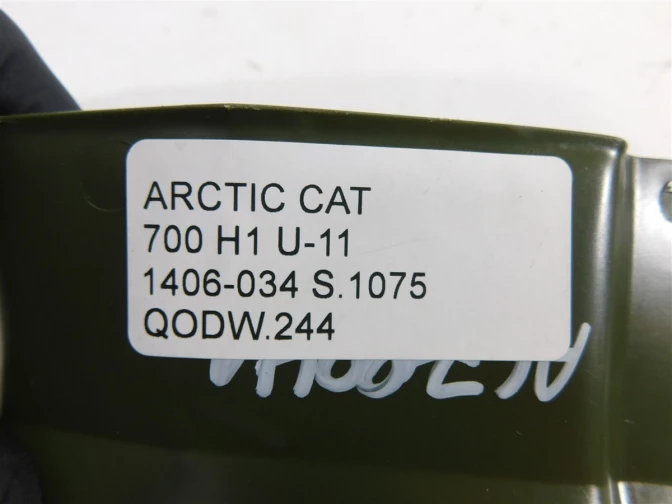 ARCTIC CAT
700 H1 U-11
1406-034 S.1075
QODW.244